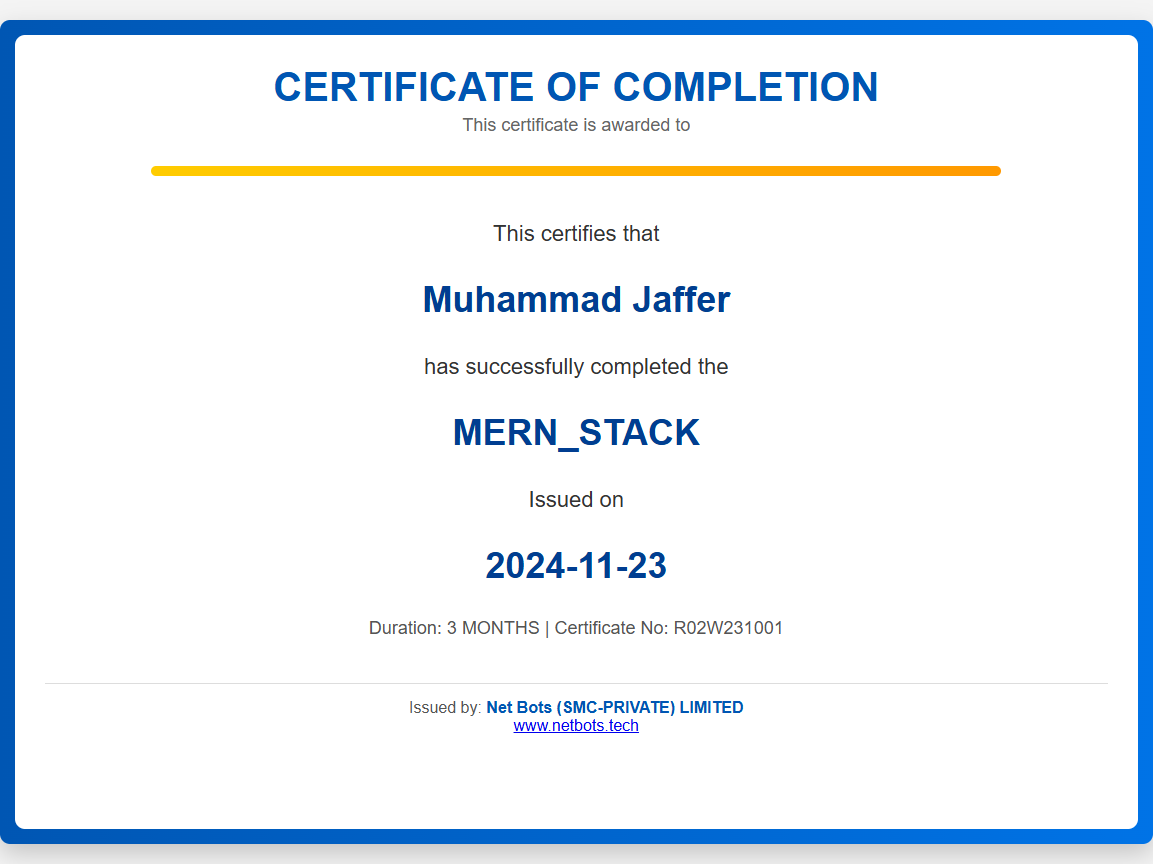 CERTIFICATE OF COMPLETION
This certificate is awarded to
This certifies that
Muhammad Jaffer
has successfully completed the
MERN_STACK
Issued on
2024-11-23
Duration: 3 MONTHS | Certificate No: R02W231001
Issued by: Net Bots (SMC-PRIVATE) LIMITED
www.netbots.tech